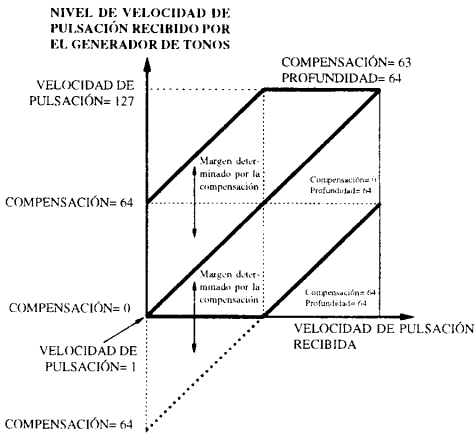 NIVEL DE VELOCIDAD DE
PULSACIÓN RECIBIDO POR
EL GENERADOR DE TONOS
COMPENSACIÓN= 63
PROFUNDIDAD= 64
VELOCIDAD DE
PULSACIÓN= 127
Margen deter-
minado por la
compensación
Compensación= 0
Profundidad= 64
COMPENSACIÓN= 64
Margen deter-
minado por la
compensación
Compensación= 64
Profundidad= 64
COMPENSACIÓN= 0
VELOCIDAD DE PULSACIÓN
RECIBIDA
VELOCIDAD DE
PULSACIÓN= 1
COMPENSACIÓN= 64